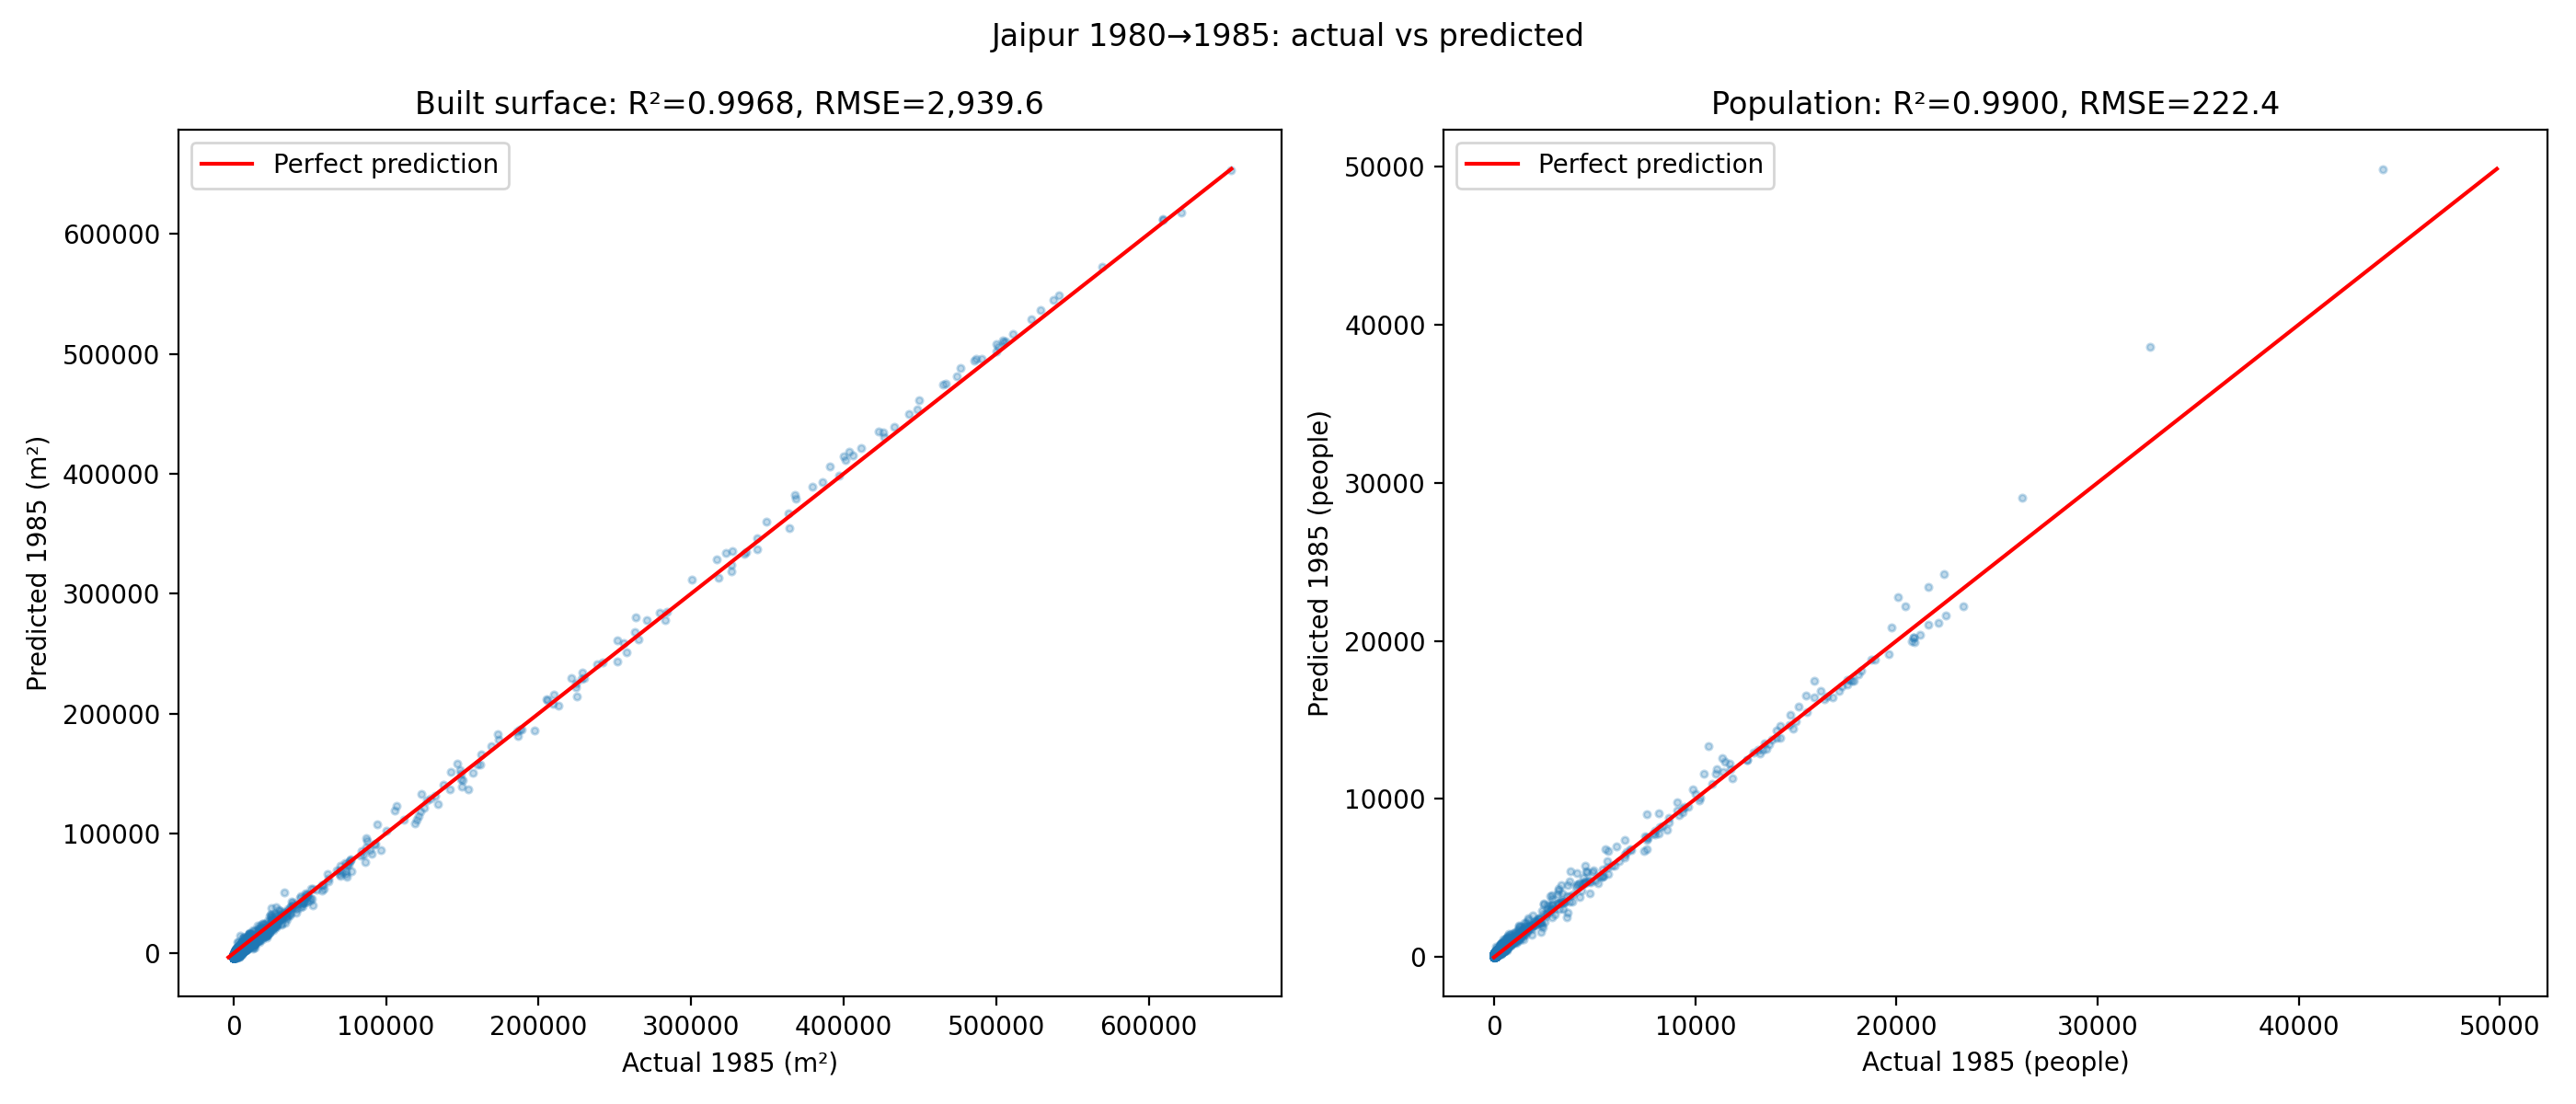 Jaipur 1980→1985: actual vs predicted
Built surface: R²=0.9968, RMSE=2,939.6
Perfect prediction
Predicted 1985 (m²)
600000
500000
400000
300000
200000
100000
0
0 100000 200000 300000 400000 500000 600000
Actual 1985 (m²)
Population: R²=0.9900, RMSE=222.4
Perfect prediction
Predicted 1985 (people)
50000
40000
30000
20000
10000
0
0 10000 20000 30000 40000 50000
Actual 1985 (people)